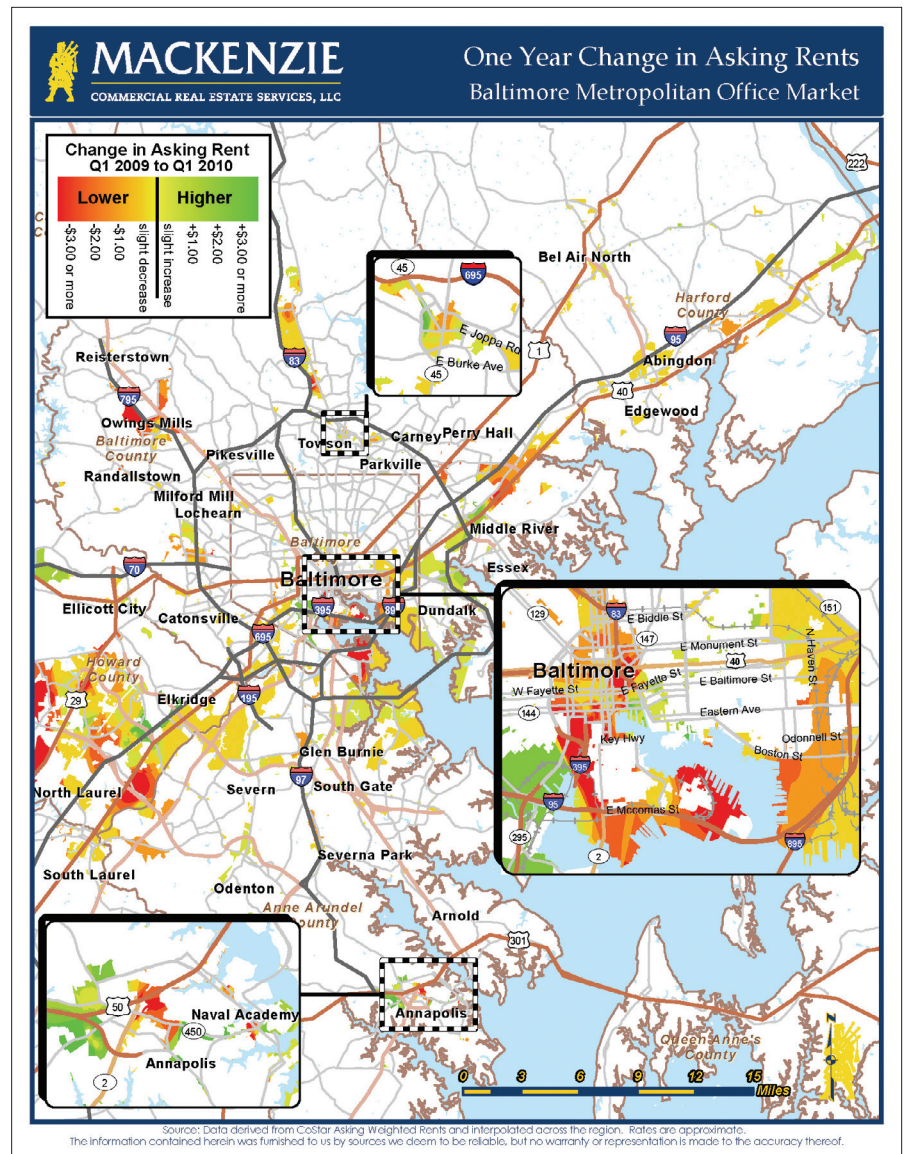 MACKENZIE
COMMERCIAL REAL ESTATE SERVICES, LLC
One Year Change in Asking Rents
Baltimore Metropolitan Office Market
Change in Asking Rent
Q1 2009 to Q1 2010
Lower
Higher
-$3.00 or more
-$2.00
-$1.00
slight decrease
slight increase
+$1.00
+$2.00
+$3.00 or more
222
45
695
E Joppa Rd
E Burke Ave
45
Bel Air North
Harford
County
1
95
Abingdon
40
Edgewood
83
Reisterstown
795
Owings Mills
Baltimore
County
Pikesville
Towson
Carney
Perry Hall
Parkville
Randallstown
Milford Mill
Lochearn
Middle River
Baltimore
Essex
70
Baltimore
395
89
Dundalk
Ellicott City
Catonsville
695
Howard
County
29
Elkridge
195
Glen Burnie
97
South Gate
North Laurel
Severn
Severna Park
South Laurel
Odenton
Anne Arundel
County
Arnold
301
129
83
151
E Biddle St
147
N Haven St
E Monument St
40
Baltimore
W Fayette St
E Fayette St
E Baltimore St
144
Eastern Ave
Key Hwy
Odonnell St
Boston St
395
95
E Mccomas St
295
895
2
50
Naval Academy
450
Annapolis
2
Annapolis
Queen Anne's
County
0 3 6 9 12 15
Miles
Source: Data derived from CoStar Asking Weighted Rents and interpolated across the region. Rates are approximate.
The information contained herein was furnished to us by sources we deem to be reliable, but no warranty or representation is made to the accuracy thereof.